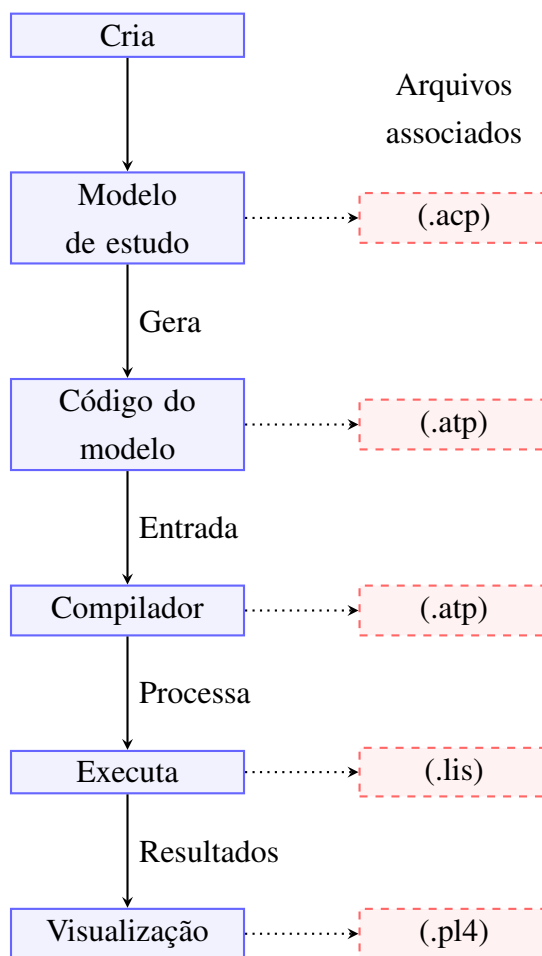 Cria
Arquivos
associados
Modelo
de estudo
(.acp)
Gera
Código do
modelo
(.atp)
Entrada
Compilador
(.atp)
Processa
Executa
(.lis)
Resultados
Visualização
(.pl4)